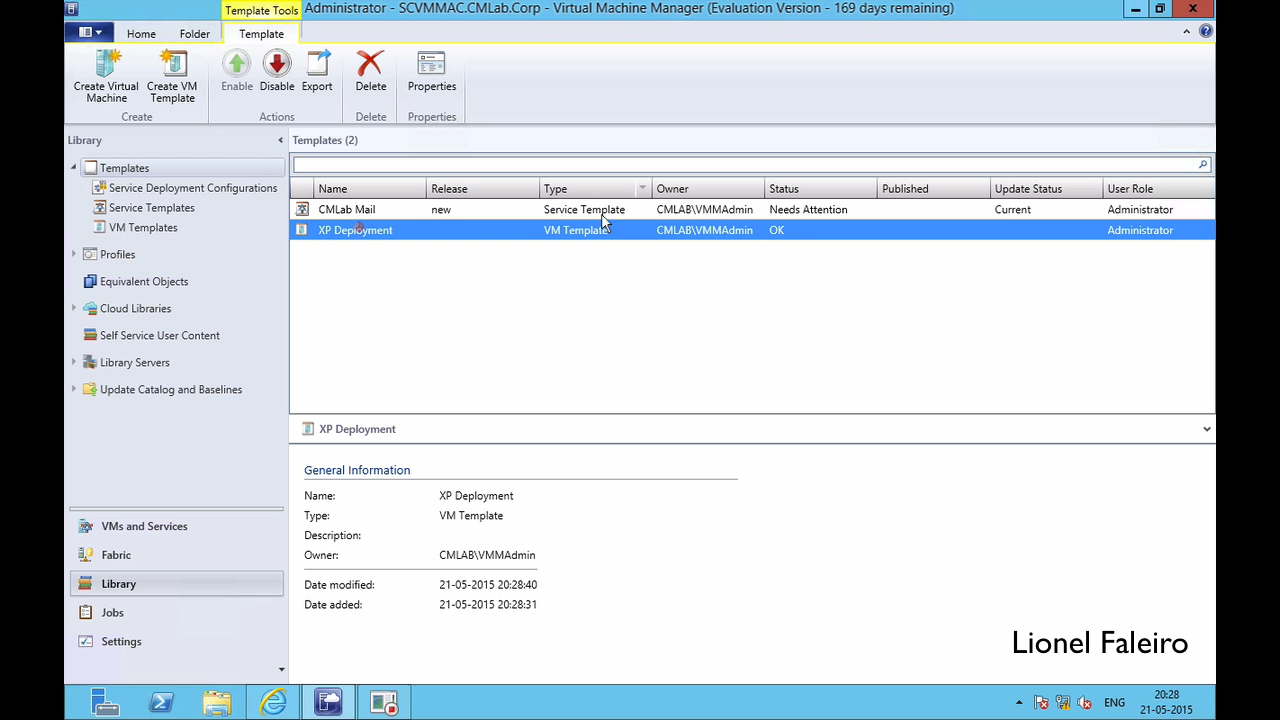 Template Tools
Administrator - SCVMMAC.CMLab.Corp - Virtual Machine Manager (Evaluation Version - 169 days remaining)
Home Folder Template
Create Virtual Machine
Create VM Template
Enable Disable Export
Delete
Properties
Create Actions Delete Properties
Library
Templates
Service Deployment Configurations
Service Templates
VM Templates
Profiles
Equivalent Objects
Cloud Libraries
Self Service User Content
Library Servers
Update Catalog and Baselines
VMs and Services
Fabric
Library
Jobs
Settings
Templates (2)
Name Release Type Owner Status Published Update Status User Role
CMLab Mail new Service Template CMLAB\VMMAdmin Needs Attention Current Administrator
XP Deployment VM Template CMLAB\VMMAdmin OK Administrator
XP Deployment
General Information
Name: XP Deployment
Type: VM Template
Description:
Owner: CMLAB\VMMAdmin
Date modified: 21-05-2015 20:28:40
Date added: 21-05-2015 20:28:31
Lionel Faleiro
ENG
20:28
21-05-2015